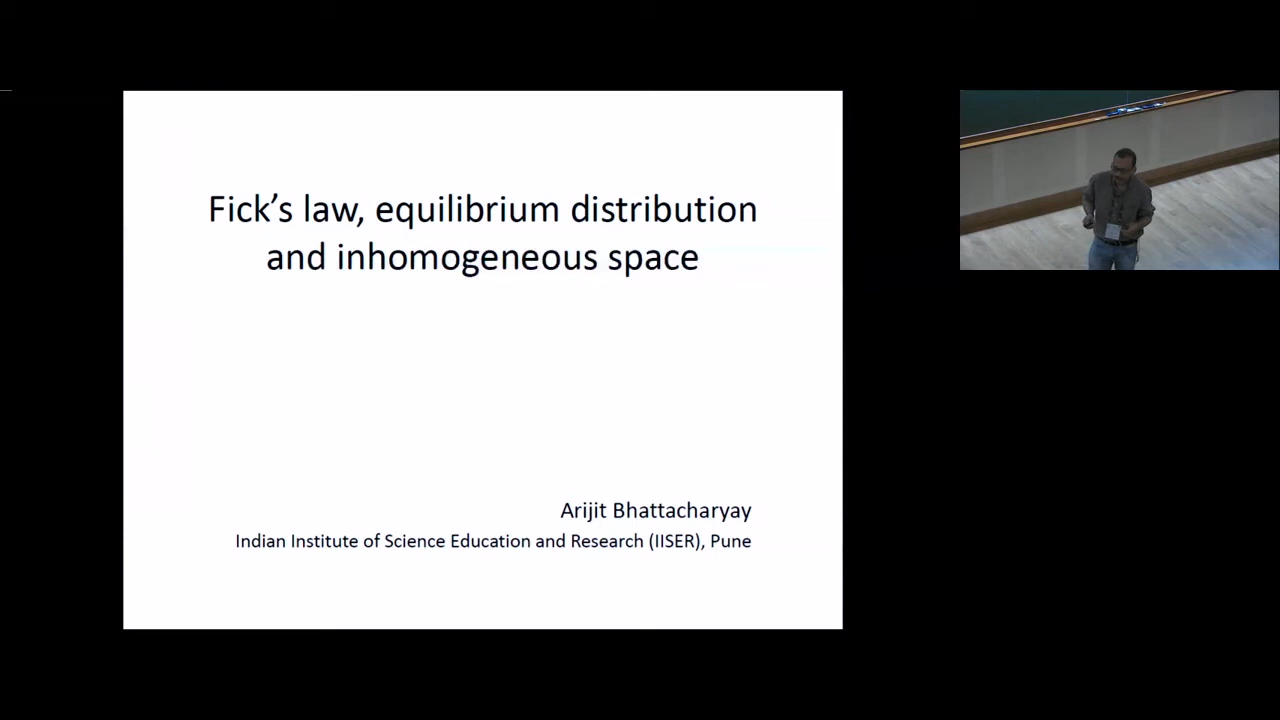 Fick’s law, equilibrium distribution
and inhomogeneous space
Arijit Bhattacharyay
Indian Institute of Science Education and Research (IISER), Pune